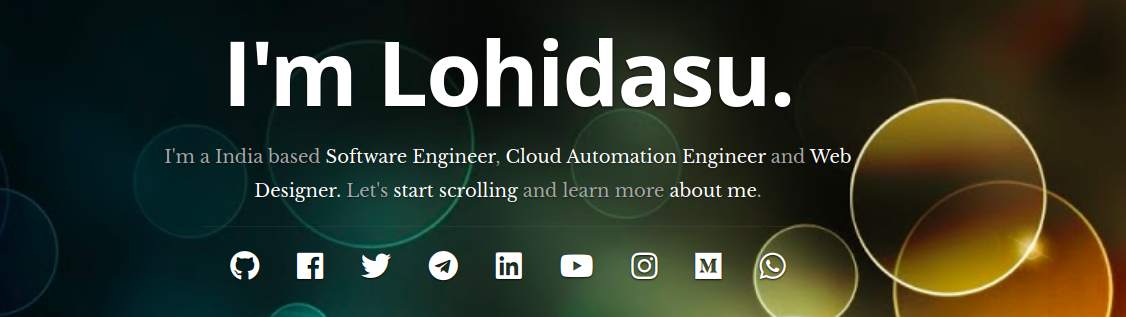 I'm Lohidasu.
I'm a India based Software Engineer, Cloud Automation Engineer and Web
Designer. Let's start scrolling and learn more about me.